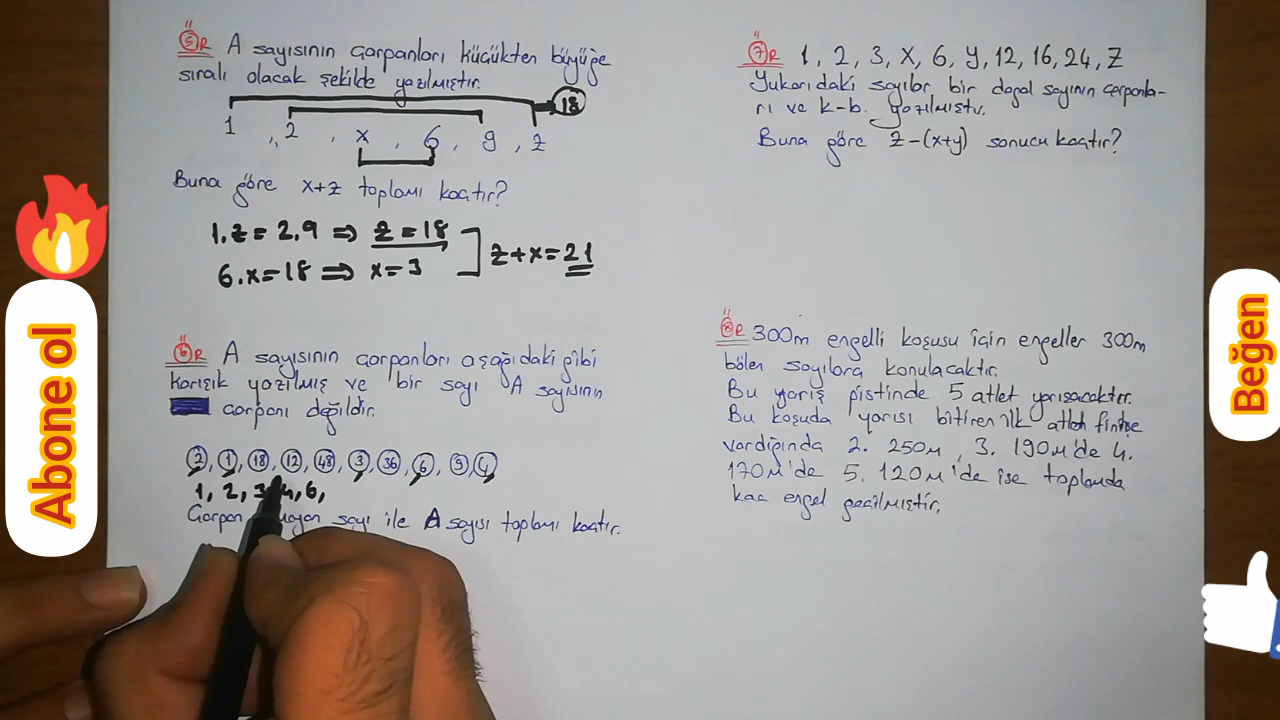 5 R A sayısının çarpanları küçükten büyüğe
sıralı olacak şekilde yazılmıştır.
18
1, 2, x, 6, 9, z
Buna göre x+z toplamı kaçtır?
1.z = 2.9 ⇒ z = 18
6.x = 18 ⇒ x = 3
z + x = 21
6 R A sayısının çarpanları aşağıdaki gibi
karışık yazılmış ve bir sayı A sayısının
çarpanı değildir.
2, 1, 18, 12, 48, 3, 36, 6, 9, 4
1, 2, 3, 4, 6,
Çarpan sayı ile A sayısı toplamı kaçtır.
7 R 1, 2, 3, X, 6, Y, 12, 16, 24, Z
Yukarıdaki sayılar bir doğal sayının çarpanla-
rı ve k-b yazılmıştır.
Buna göre z-(x+y) sonucu kaçtır?
8 R 300m engelli koşusu için engeller 300m
bölen sayılara konulacaktır.
Bu yarış pistinde 5 atlet yarışacaktır.
Bu koşuda yarışı bitiren ilk atlet finişe
vardığında 2. 250m, 3. 190m'de 4.
170m'de 5. 120m'de ise toplamda
kaç engel geçilmiştir.
Abone ol
Beğen